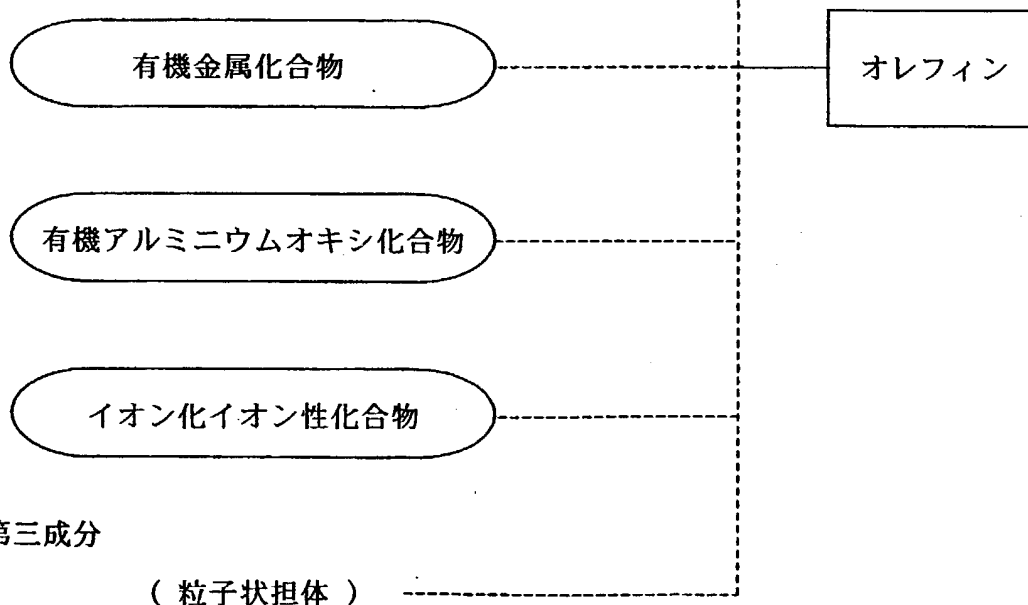 有機金属化合物
オレフィン
有機アルミニウムオキシ化合物
イオン化イオン性化合物
第三成分
( 粒子状担体 )